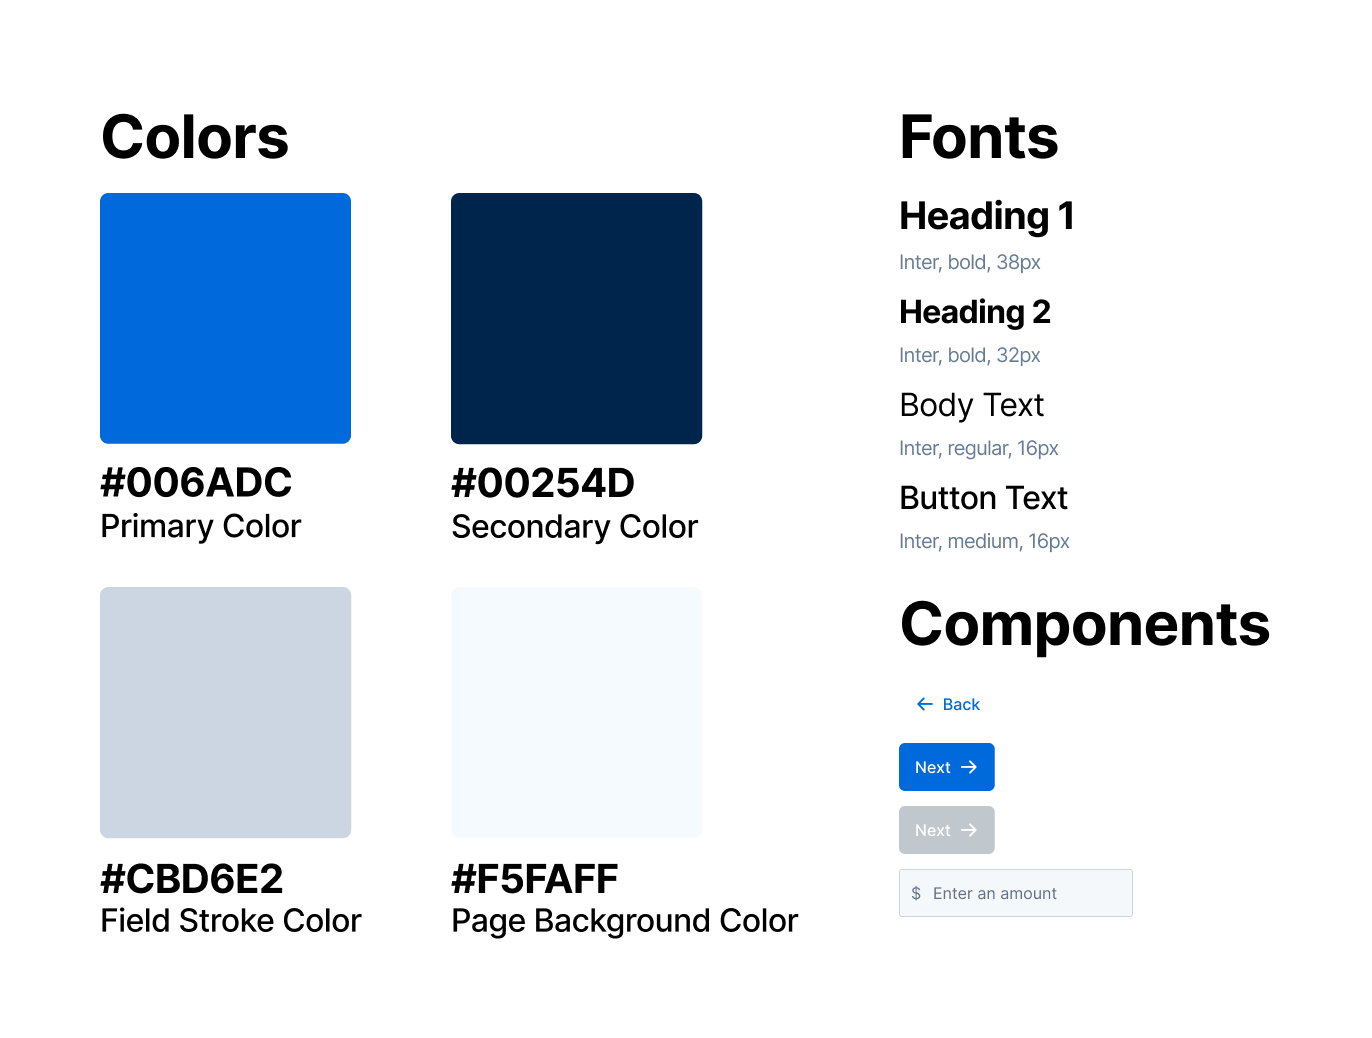 Colors
#006ADC
Primary Color
#00254D
Secondary Color
#CBD6E2
Field Stroke Color
#F5FAFF
Page Background Color
Fonts
Heading 1
Inter, bold, 38px
Heading 2
Inter, bold, 32px
Body Text
Inter, regular, 16px
Button Text
Inter, medium, 16px
Components
← Back
Next →
Next →
$ Enter an amount